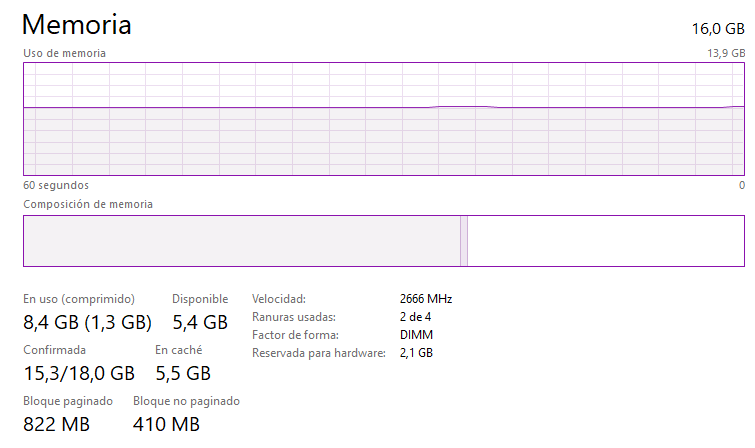 Memoria
16,0 GB
Uso de memoria
13,9 GB
60 segundos
0
Composición de memoria
En uso (comprimido)
Disponible
8,4 GB (1,3 GB)
5,4 GB
Confirmada
En caché
15,3/18,0 GB
5,5 GB
Bloque paginado
Bloque no paginado
822 MB
410 MB
Velocidad:
2666 MHz
Ranuras usadas:
2 de 4
Factor de forma:
DIMM
Reservada para hardware:
2,1 GB